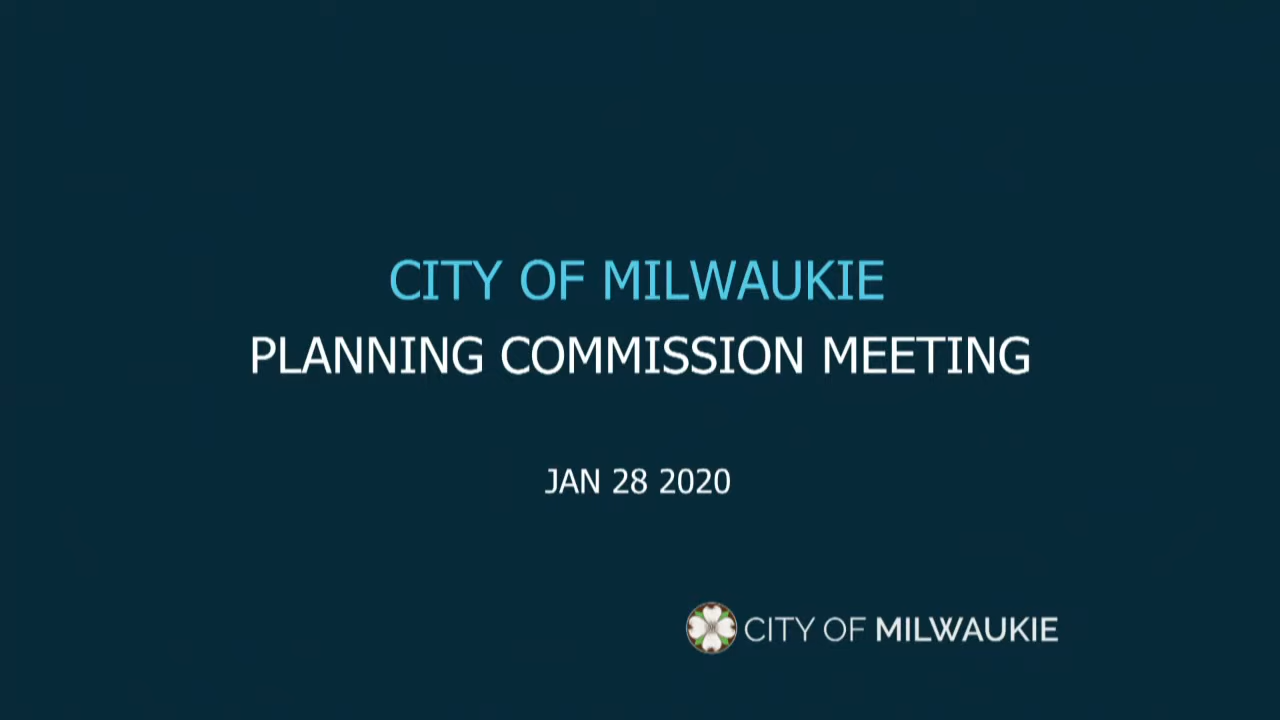 CITY OF MILWAUKIE
PLANNING COMMISSION MEETING
JAN 28 2020
CITY OF MILWAUKIE